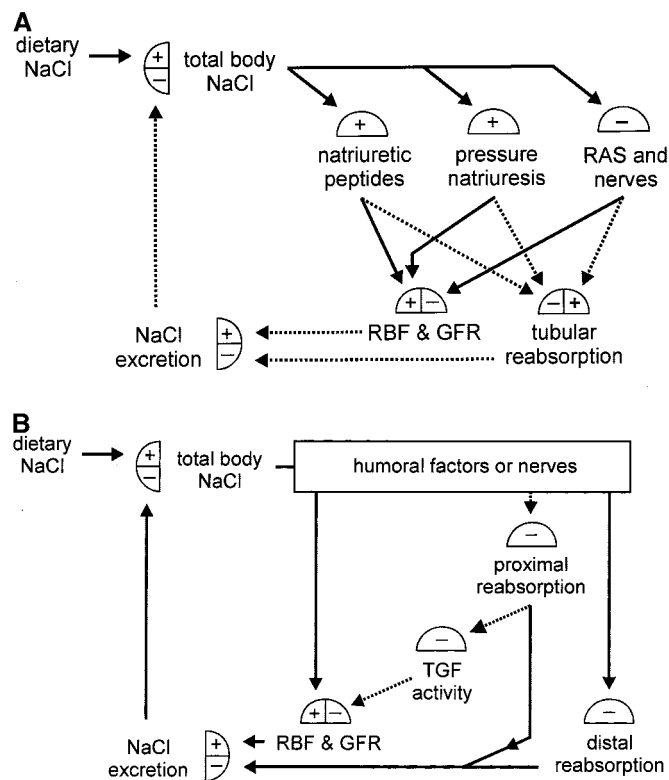 A
dietary
NaCl
+
−
total body
NaCl
+
natriuretic
peptides
+
pressure
natriuresis
−
RAS and
nerves
+ −
RBF & GFR
− +
tubular
reabsorption
NaCl
excretion
+
−
B
dietary
NaCl
+
−
total body
NaCl
humoral factors or nerves
−
proximal
reabsorption
−
TGF
activity
+ −
RBF & GFR
−
distal
reabsorption
NaCl
excretion
+
−